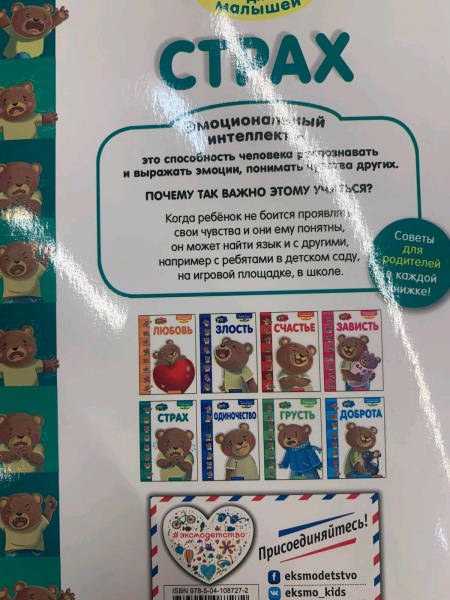 для
малышей
СТРАХ
Эмоциональный
интеллект –
это способность человека распознавать
и выражать эмоции, понимать чувства других.
ПОЧЕМУ ТАК ВАЖНО ЭТОМУ УЧИТЬСЯ?
Когда ребёнок не боится проявлять
свои чувства и они ему понятны,
он может найти язык и с другими,
например с ребятами в детском саду,
на игровой площадке, в школе.
Советы
для
родителей
в каждой
книжке!
ЛЮБОВЬ
ЗЛОСТЬ
СЧАСТЬЕ
ЗАВИСТЬ
СТРАХ
ОДИНОЧЕСТВО
ГРУСТЬ
ДОБРОТА
#эксмодетство
Присоединяйтесь!
eksmodetstvo
eksmo_kids
ISBN 978-5-04-108727-2